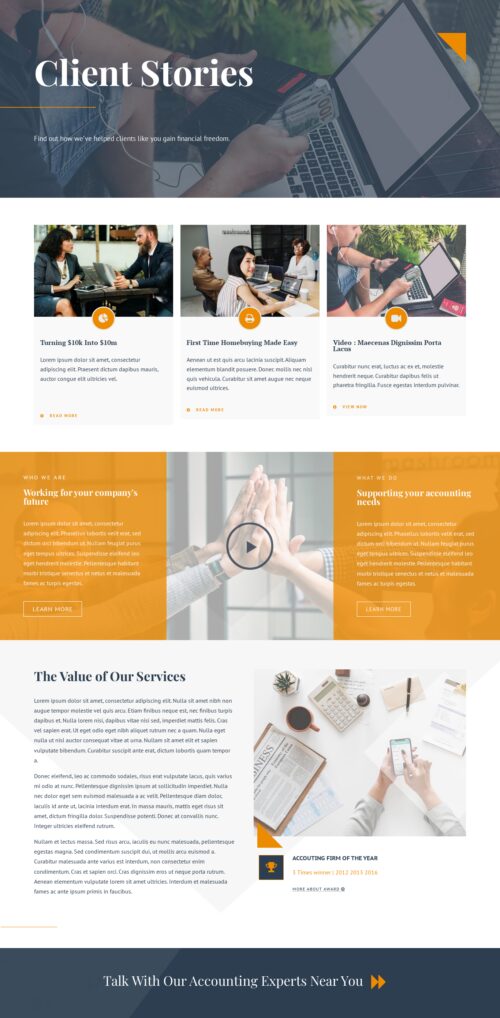 Client Stories
Find out how we've helped clients like you gain financial freedom.
Turning $10k Into $10m
Lorem ipsum dolor sit amet, consectetur
adipiscing elit. Praesent dictum dapibus mauris,
auctor congue elit ultricies vel.
READ MORE
First Time Homebuying Made Easy
Aenean ut est quis arcu lacinia suscipit. Aliquam
elementum blandit posuere. Donec mollis nec nisl
quis vehicula. Curabitur sit amet augue nec neque
euismod ultrices.
READ MORE
Video : Maecenas Dignissim Porta
Lacus
Curabitur nunc erat, luctus ac ex et, molestie
hendrerit neque. Curabitur dapibus felis ut
pharetra fringilla. Fusce egestas interdum pulvinar.
VIEW NOW
WHO WE ARE
Working for your company's
future
Lorem ipsum dolor sit amet, consectetur
adipiscing elit. Vestibulum fringilla ipsum eros, sed
dictum orci bibendum ut. Nullam feugiat est purus,
eget tempus ultrices. Suspendisse eleifend leo
eget neque viverra euismod. Pellentesque habitant
morbi tristique senectus et netus et malesuada
fames ac turpis egestas.
LEARN MORE
WHAT WE DO
Supporting your accounting
needs
Lorem ipsum dolor sit amet, consectetur
adipiscing elit. Vestibulum fringilla ipsum eros, sed
dictum orci bibendum ut. Nullam feugiat est purus,
eget tempus ultrices. Suspendisse eleifend leo
eget neque viverra euismod. Pellentesque habitant
morbi tristique senectus et netus et malesuada
fames ac turpis egestas.
LEARN MORE
The Value of Our Services
Lorem ipsum dolor sit amet, consectetur adipiscing elit. Sed mollis nibh non
augue tempor molestie vel quis arcu. Etiam finibus neque est, nec finibus turpis
et. Nulla lorem nisi, dapibus vitae nisi sed, imperdiet mattis felis. Cras
vel sapien erat. Ut eget odio finibus, aliquet rutrum nec a quam. Nulla eget
nulla ut nisl auctor consequat vitae at urna. Nullam sit amet elit et sapien
vulputate bibendum. Curabitur suscipit ante erat, dictum lobortis quam tempor
a.
Donec eleifend, leo ac commodo sodales, risus erat vulputate lacus, quis varius
mi odio at nunc. Pellentesque dignissim ipsum at sollicitudin imperdiet. Nulla
nec dolor eget sem euismod malesuada a ac velit. Pellentesque diam dolor,
iaculis id ante ut, lacinia interdum erat. In massa mauris, mattis eget risus sit
amet, dictum fringilla dolor. Suspendisse potenti. Donec at convallis nunc.
Integer ultricies eleifend rutrum.
Nullam et lectus massa. Sed risus arcu, iaculis eu nunc malesuada, pellentesque
egestas magna. Sed condimentum suscipit dui, ut mollis arcu euismod a.
Curabitur malesuada ante varius est interdum, non consectetur enim
condimentum. Cras et sapien orci. Cras dignissim eros ut neque porta rutrum.
Aenean elementum vulputate lorem sit amet ultricies. Interdum et malesuada
fames ac ante ipsum primis in faucibus.
ACCOUTING FIRM OF THE YEAR
3 Times winner | 2012 2013 2016
MORE ABOUT AWARD
Talk With Our Accounting Experts Near You